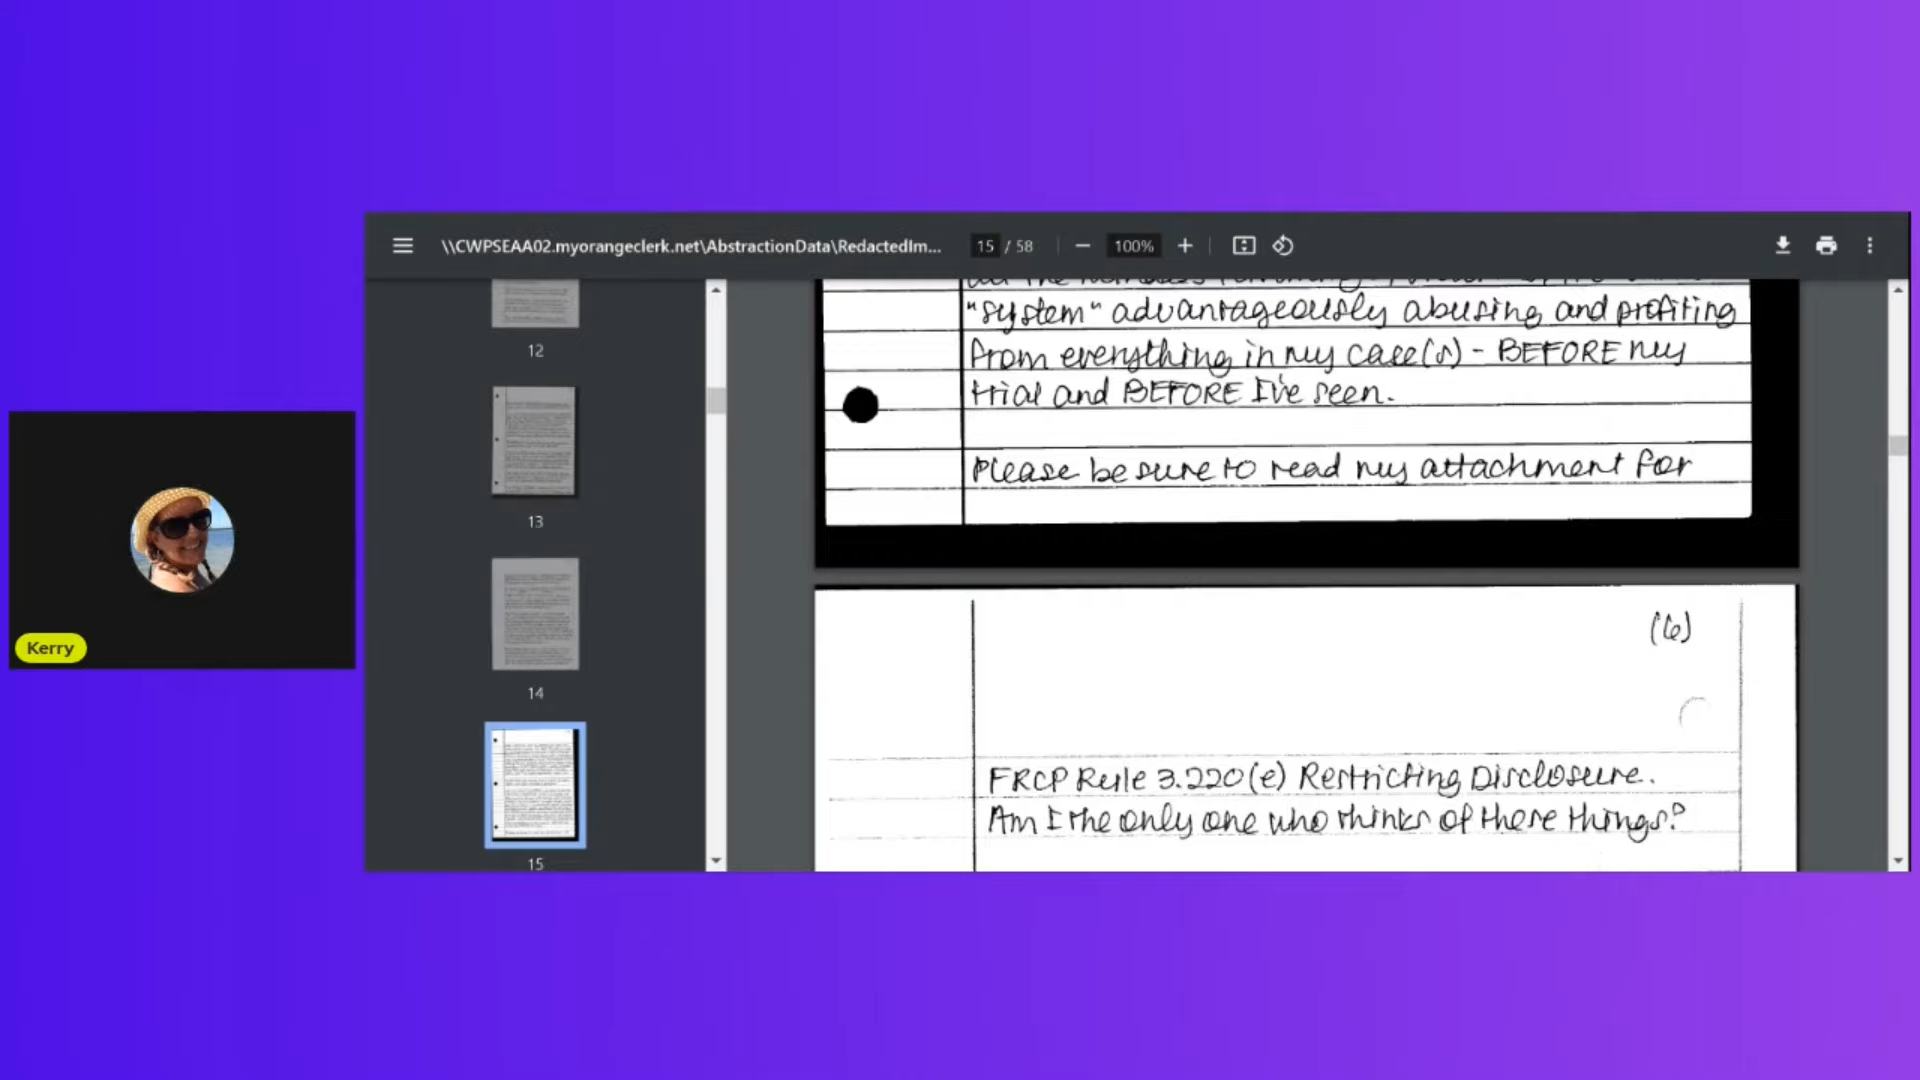 \\CWPSEAA02.myorangeclerk.net\AbstractionData\RedactedIm...
15 / 58
100%
12
13
14
15
"system" advantageously abusing and profiting
from everything in my case(s) - BEFORE my
trial and BEFORE I've seen.
Please be sure to read my attachment for
(6)
FRCP Rule 3.220(e) Restricting Disclosure.
Am I the only one who thinks of these things?
Kerry